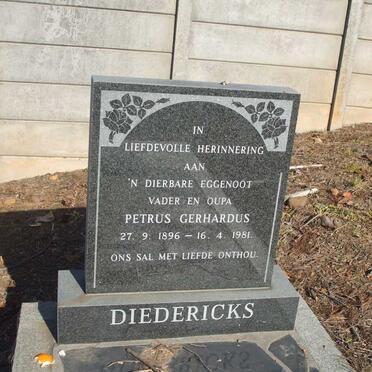 IN
LIEFDEVOLLE HERINNERING
AAN
'N DIERBARE EGGENOOT
VADER EN OUPA
PETRUS GERHARDUS
27. 9. 1896 – 16. 4. 1981.
ONS SAL MET LIEFDE ONTHOU.
DIEDERICKS